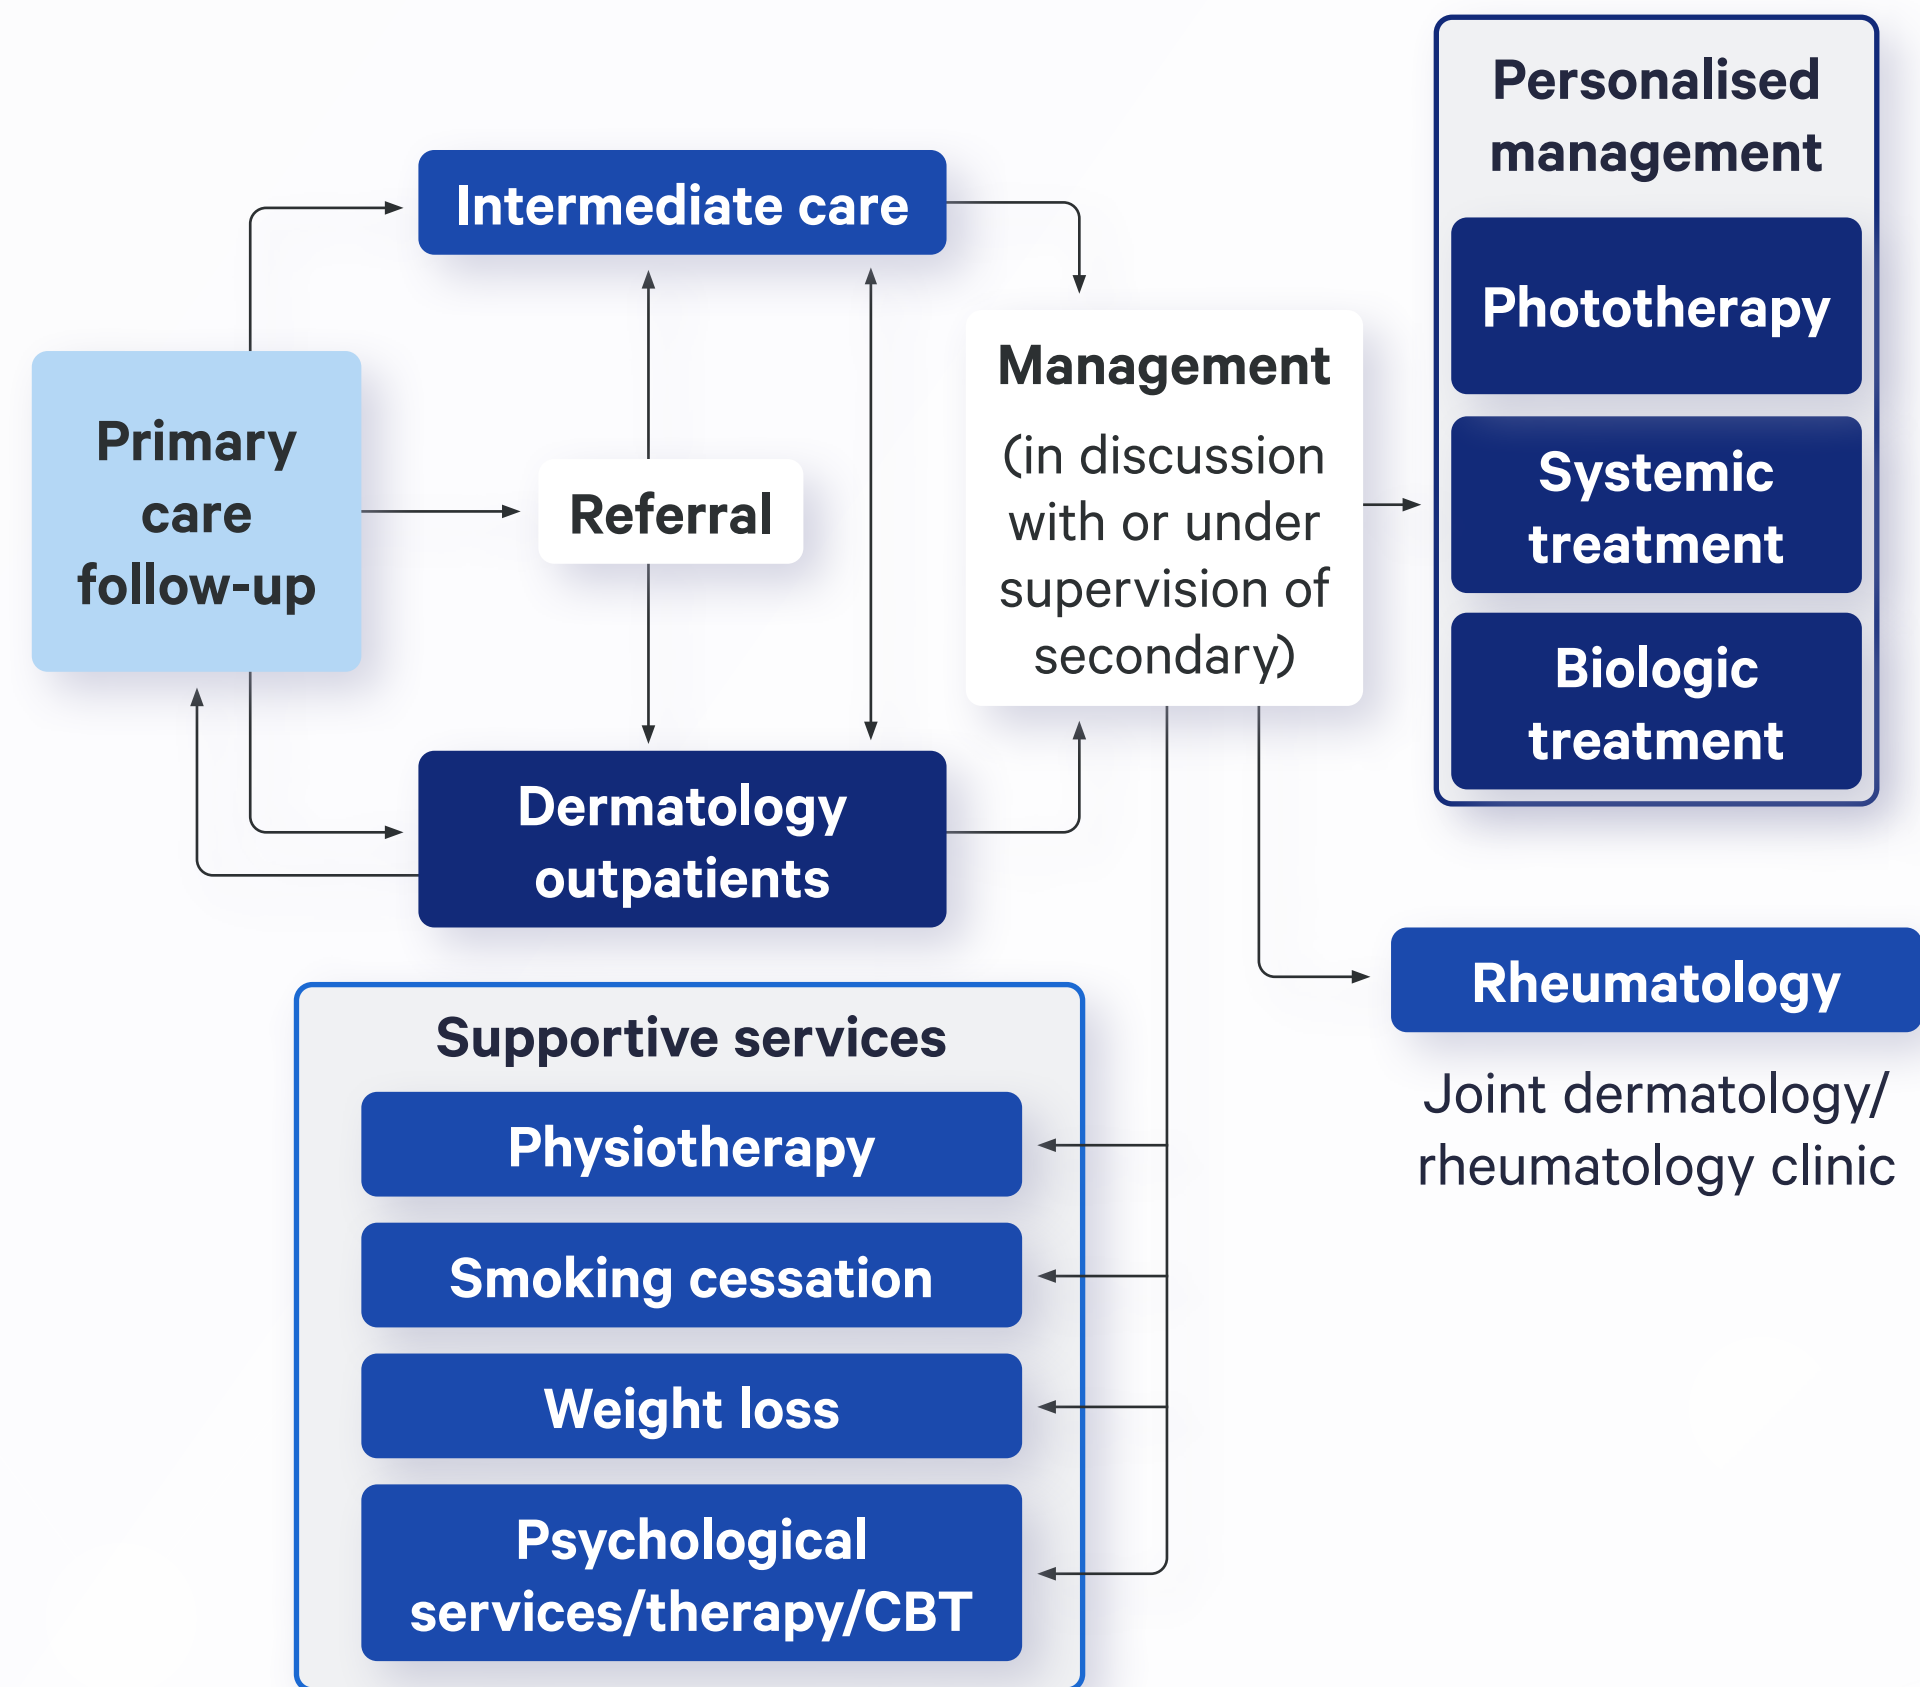 Personalised
management
Intermediate care
Phototherapy
Management
(in discussion
with or under
supervision of
secondary)
Primary
care
follow-up
Referral
Systemic
treatment
Biologic
treatment
Dermatology
outpatients
Rheumatology
Joint dermatology/
rheumatology clinic
Supportive services
Physiotherapy
Smoking cessation
Weight loss
Psychological
services/therapy/CBT